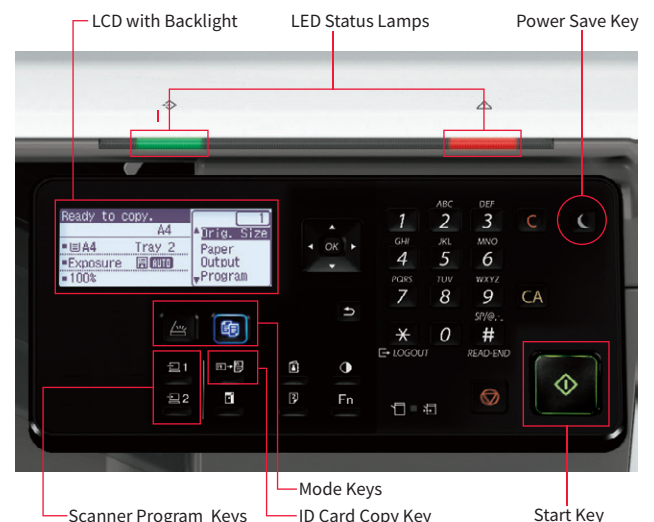 LCD with Backlight
LED Status Lamps
Power Save Key
Ready to copy.
1
A4
Orig. Size
A4 Tray 2
Paper
Exposure AUTO
Output
100%
Program
OK
ABC DEF
1 2 3 C
GHI JKL MNO
4 5 6
PQRS TUV WXYZ
7 8 9 CA
* 0 #
LOGOUT READ-END
1
2
Fn
Mode Keys
Scanner Program Keys
ID Card Copy Key
Start Key